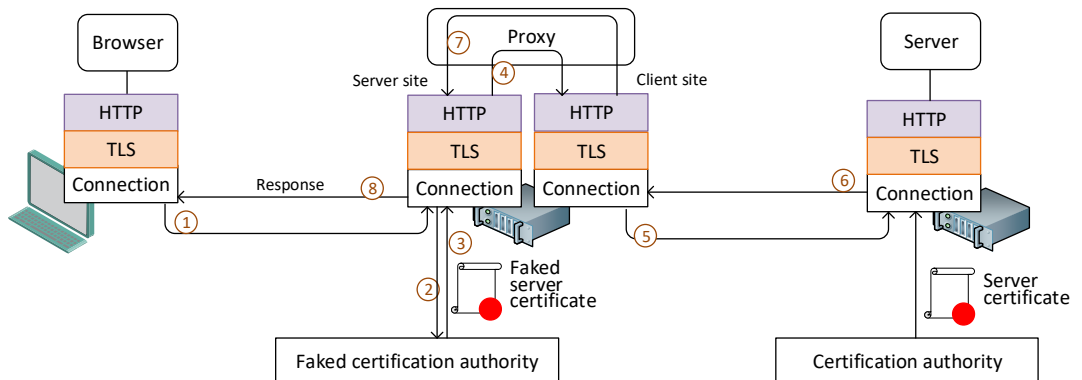 Browser
7
Proxy
Server
4
Server site
Client site
HTTP
HTTP
HTTP
HTTP
TLS
TLS
TLS
TLS
Connection
Response
8
Connection
Connection
6
Connection
1
3
5
2
Faked
server
certificate
Server
certificate
Faked certification authority
Certification authority